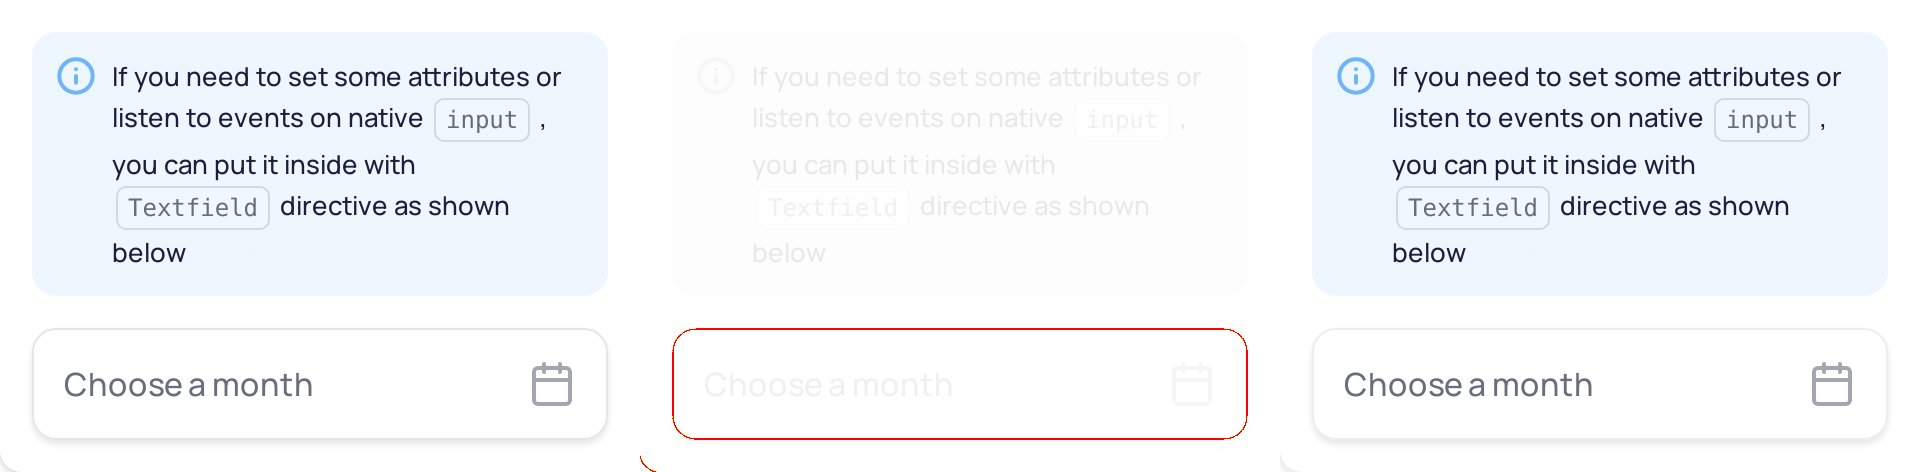 If you need to set some attributes or
listen to events on native input ,
you can put it inside with
Textfield directive as shown
below
Choose a month
If you need to set some attributes or
listen to events on native input ,
you can put it inside with
Textfield directive as shown
below
Choose a month
If you need to set some attributes or
listen to events on native input ,
you can put it inside with
Textfield directive as shown
below
Choose a month